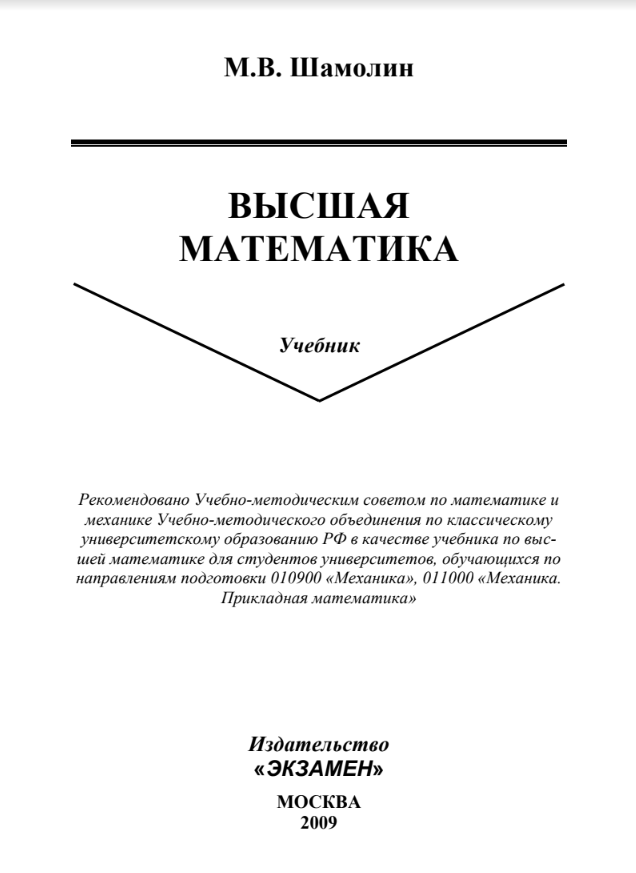 М.В. Шамолин
ВЫСШАЯ
МАТЕМАТИКА
Учебник
Рекомендовано Учебно-методическим советом по математике и
механике Учебно-методического объединения по классическому
университетскому образованию РФ в качестве учебника по выс-
шей математике для студентов университетов, обучающихся по
направлениям подготовки 010900 «Механика», 011000 «Механика.
Прикладная математика»
Издательство
«ЭКЗАМЕН»
МОСКВА
2009